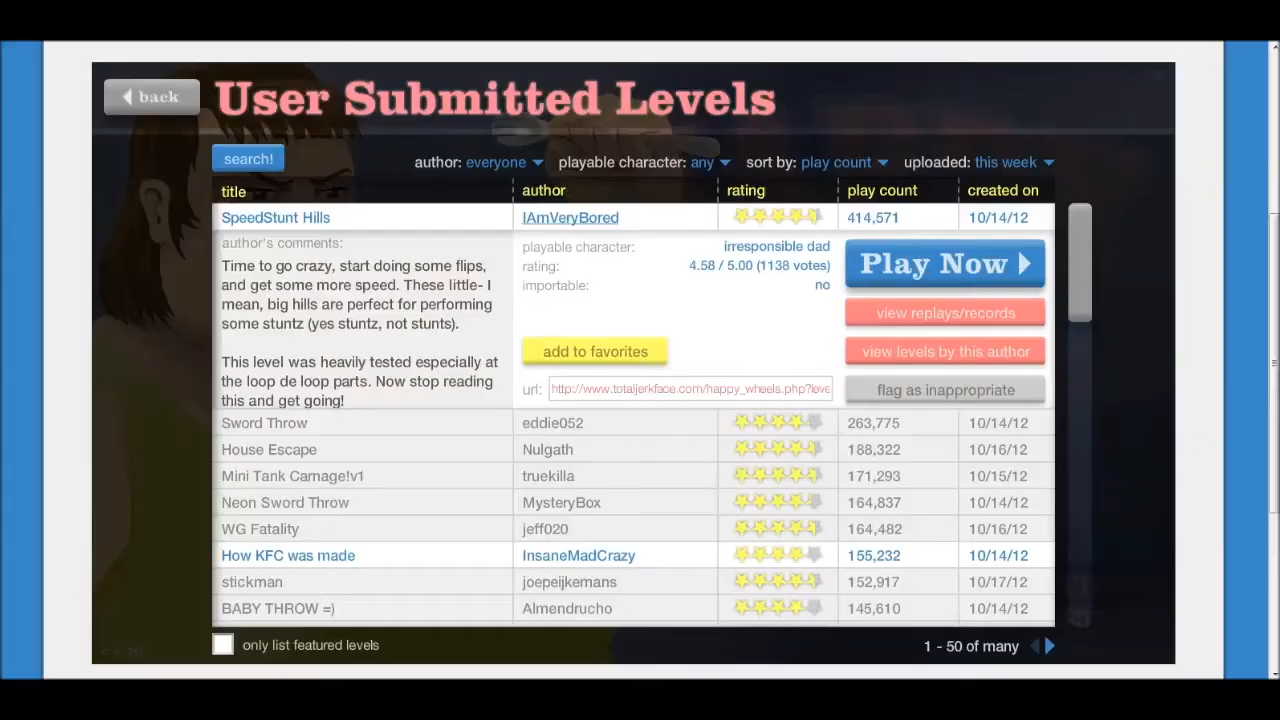 back
User Submitted Levels
search!
author: everyone playable character: any sort by: play count uploaded: this week
title author rating play count created on
SpeedStunt Hills IAmVeryBored 414,571 10/14/12
author's comments:
Time to go crazy, start doing some flips,
and get some more speed. These little- I
mean, big hills are perfect for performing
some stuntz (yes stuntz, not stunts).
This level was heavily tested especially at
the loop de loop parts. Now stop reading
this and get going!
playable character: irresponsible dad
rating: 4.58 / 5.00 (1138 votes)
importable: no
add to favorites
url: http://www.totaljerkface.com/happy_wheels.php?leve
Play Now
view replays/records
view levels by this author
flag as inappropriate
Sword Throw eddie052 263,775 10/14/12
House Escape Nulgath 188,322 10/16/12
Mini Tank Carnage!v1 truekilla 171,293 10/15/12
Neon Sword Throw MysteryBox 164,837 10/14/12
WG Fatality jeff020 164,482 10/16/12
How KFC was made InsaneMadCrazy 155,232 10/14/12
stickman joepeijkemans 152,917 10/17/12
BABY THROW =) Almendrucho 145,610 10/14/12
only list featured levels
1 - 50 of many